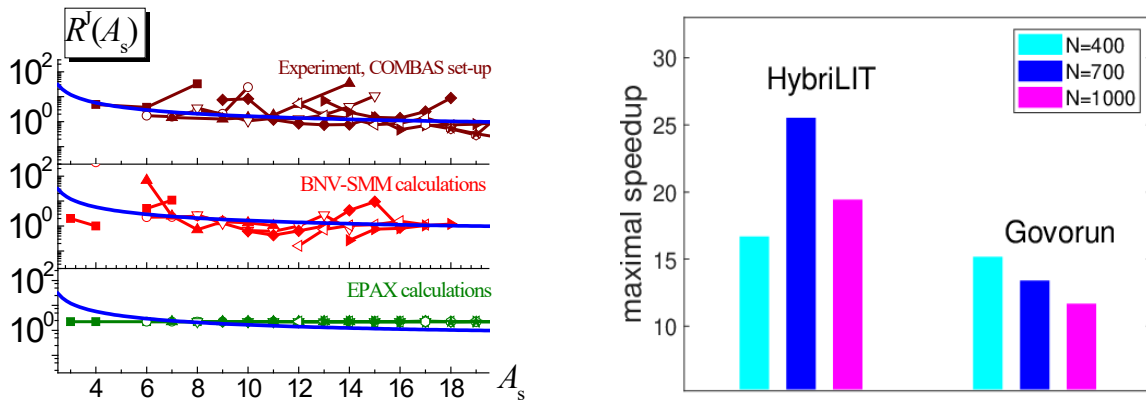 R^J(A_s)
Experiment, COMBAS set-up
10^2
10^0
BNV-SMM calculations
10^2
10^0
EPAX calculations
10^2
10^0
4 6 8 10 12 14 16 18 A_s
maximal speedup
30
25
20
15
10
HybriLIT
Govorun
N=400
N=700
N=1000